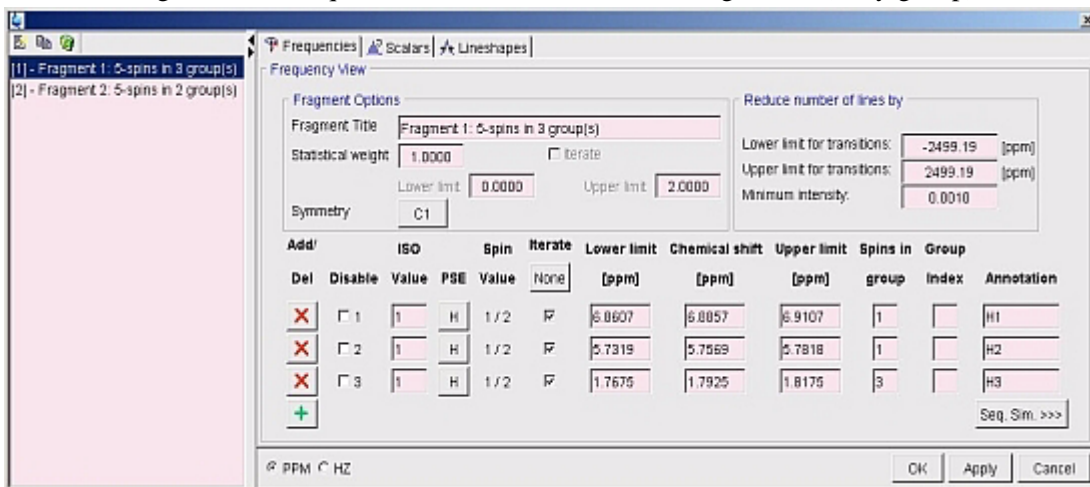 [1] - Fragment 1: 5-spins in 3 group(s)
[2] - Fragment 2: 5-spins in 2 group(s)
Frequencies Scalars Lineshapes
Frequency View
Fragment Options
Fragment Title Fragment 1: 5-spins in 3 group(s)
Statistical weight 1.0000 Iterate
Lower limit 0.0000 Upper limit 2.0000
Symmetry C1
Reduce number of lines by
Lower limit for transitions: -2499.19 [ppm]
Upper limit for transitions: 2499.19 [ppm]
Minimum intensity: 0.0010
Add/ ISO Spin Iterate Lower limit Chemical shift Upper limit Spins in Group
Del Disable Value PSE Value None [ppm] [ppm] [ppm] group Index Annotation
1 1 H 1 / 2 6.8607 6.8857 6.9107 1 H1
2 1 H 1 / 2 5.7319 5.7569 5.7818 1 H2
3 1 H 1 / 2 1.7675 1.7925 1.8175 3 H3
Seq. Sim. >>>
PPM HZ OK Apply Cancel